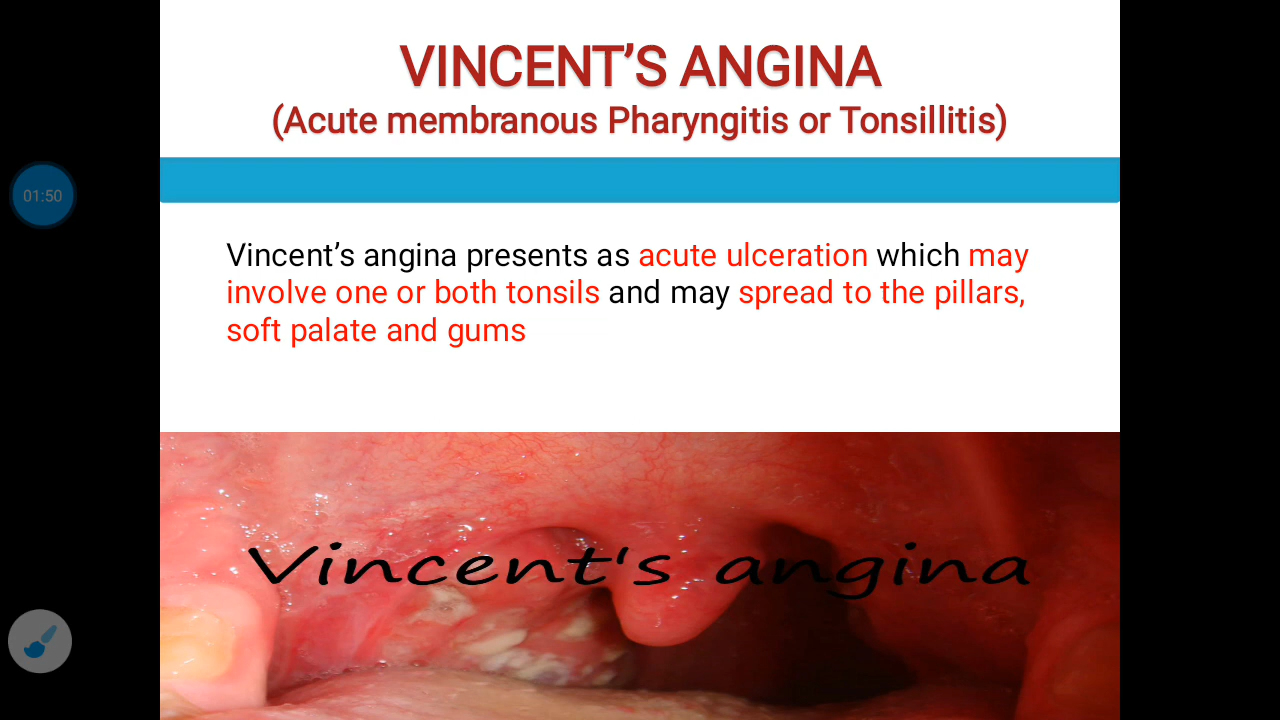 VINCENT’S ANGINA
(Acute membranous Pharyngitis or Tonsillitis)
01:50
Vincent’s angina presents as acute ulceration which may
involve one or both tonsils and may spread to the pillars,
soft palate and gums
Vincent's angina